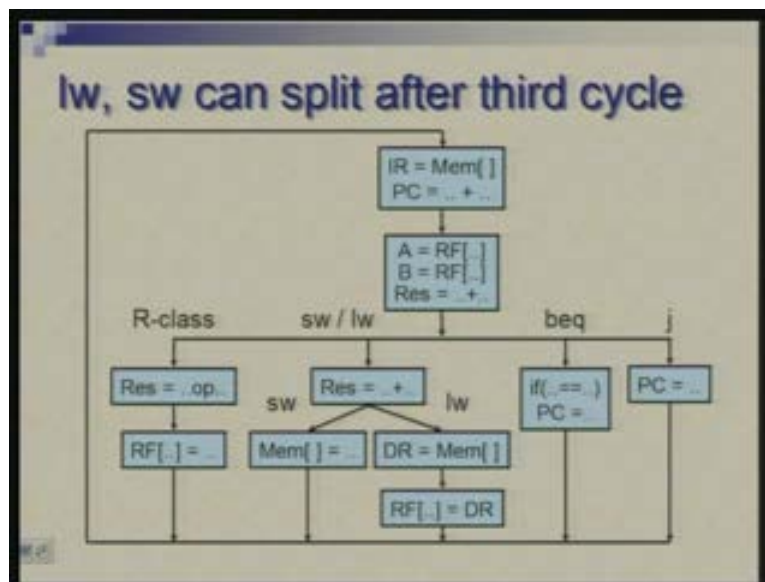 lw, sw can split after third cycle
IR = Mem[ ]
PC = .. + ..
A = RF[..]
B = RF[..]
Res = ..+..
R-class
sw / lw
beq
j
Res = ..op..
Res = ..+..
if(..==..)
PC = ..
PC = ..
sw
lw
RF[..] = ..
Mem[ ] = ..
DR = Mem[ ]
RF[..] = DR